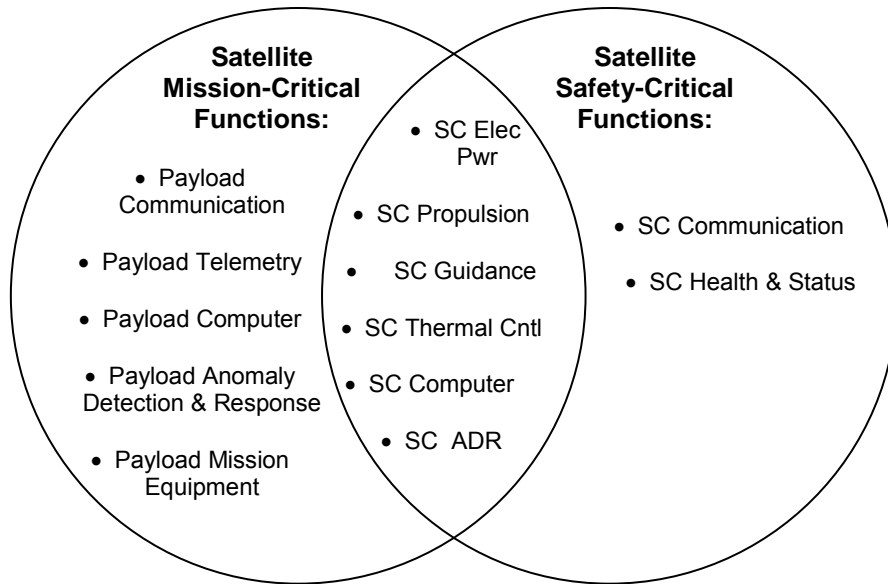 Satellite
Mission-Critical
Functions:
• Payload
Communication
• Payload Telemetry
• Payload Computer
• Payload Anomaly
Detection & Response
• Payload Mission
Equipment
• SC Elec
Pwr
• SC Propulsion
• SC Guidance
• SC Thermal Cntl
• SC Computer
• SC ADR
Satellite
Safety-Critical
Functions:
• SC Communication
• SC Health & Status